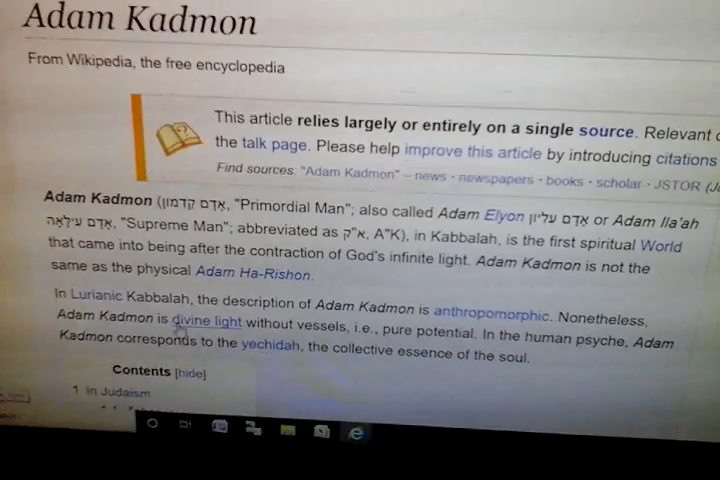 Adam Kadmon
From Wikipedia, the free encyclopedia
This article relies largely or entirely on a single source. Relevant
the talk page. Please help improve this article by introducing citations
Find sources: "Adam Kadmon" – news · newspapers · books · scholar · JSTOR
Adam Kadmon (אָדָם קַדְמוֹן, "Primordial Man"; also called Adam Elyon אָדָם עֶלִיוֹן or Adam Ila'ah
אָדָם עִילָּאָה, "Supreme Man"; abbreviated as א"ק, A"K), in Kabbalah, is the first spiritual World
that came into being after the contraction of God's infinite light. Adam Kadmon is not the
same as the physical Adam Ha-Rishon.
In Lurianic Kabbalah, the description of Adam Kadmon is anthropomorphic. Nonetheless,
Adam Kadmon is divine light without vessels, i.e., pure potential. In the human psyche, Adam
Kadmon corresponds to the yechidah, the collective essence of the soul.
Contents [hide]
1 In Judaism